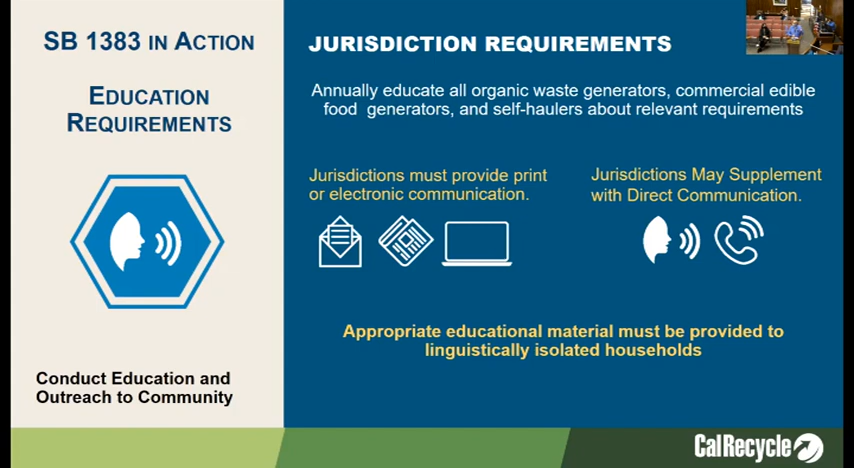 SB 1383 IN ACTION
EDUCATION
REQUIREMENTS
Conduct Education and
Outreach to Community
JURISDICTION REQUIREMENTS
Annually educate all organic waste generators, commercial edible
food generators, and self-haulers about relevant requirements
Jurisdictions must provide print
or electronic communication.
Jurisdictions May Supplement
with Direct Communication.
Appropriate educational material must be provided to
linguistically isolated households
CalRecycle